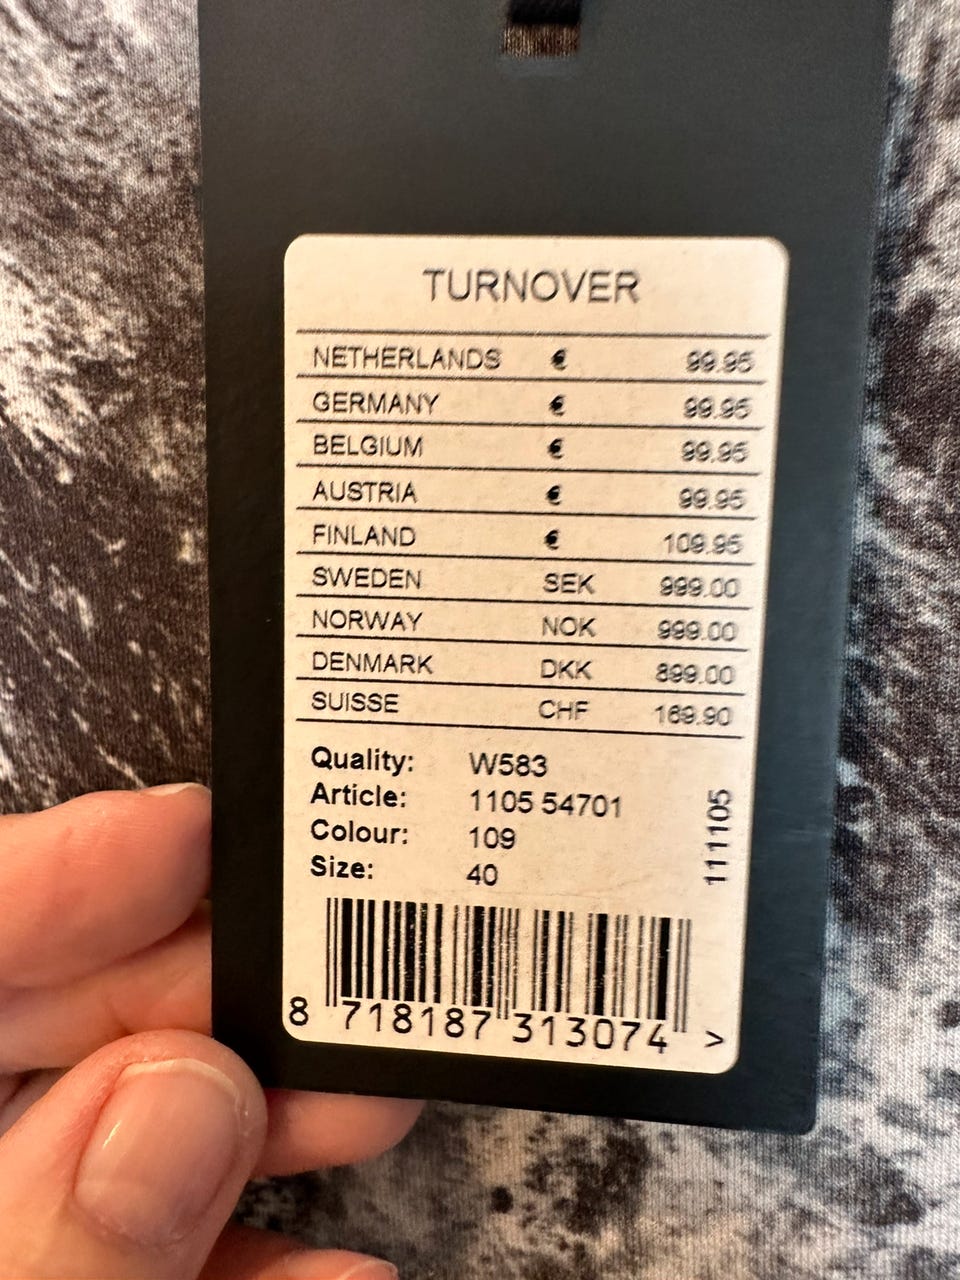 TURNOVER
NETHERLANDS € 99.95
GERMANY € 99.95
BELGIUM € 99.95
AUSTRIA € 99.95
FINLAND € 109.95
SWEDEN SEK 999.00
NORWAY NOK 999.00
DENMARK DKK 899.00
SUISSE CHF 169.90
Quality: W583
Article: 1105 54701
Colour: 109
Size: 40
111105
8 718187 313074 >